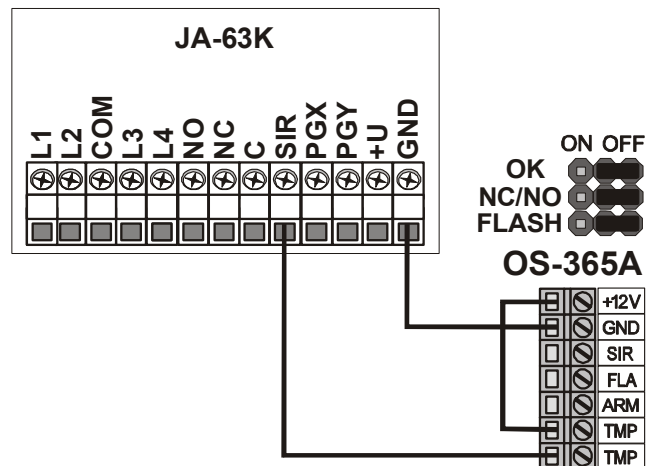 JA-63K
L1 L2 COM L3 L4 NO NC C SIR PGX PGY +U GND
ON OFF
OK
NC/NO
FLASH
OS-365A
+12V
GND
SIR
FLA
ARM
TMP
TMP